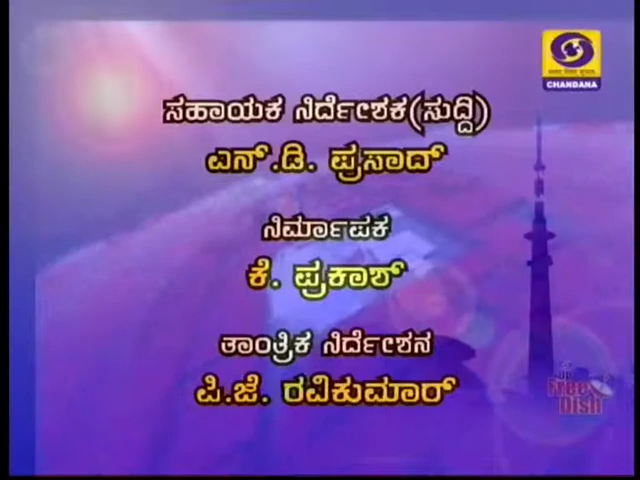 ಸಹಾಯಕ ನಿರ್ದೇಶಕ(ಸುದ್ದಿ)
ಎನ್.ಡಿ. ಪ್ರಸಾದ್
ನಿರ್ಮಾಪಕ
ಕೆ. ಪ್ರಕಾಶ್
ತಾಂತ್ರಿಕ ನಿರ್ದೇಶನ
ಪಿ.ಜೆ. ರವಿಕುಮಾರ್
CHANDANA
Free
Dish